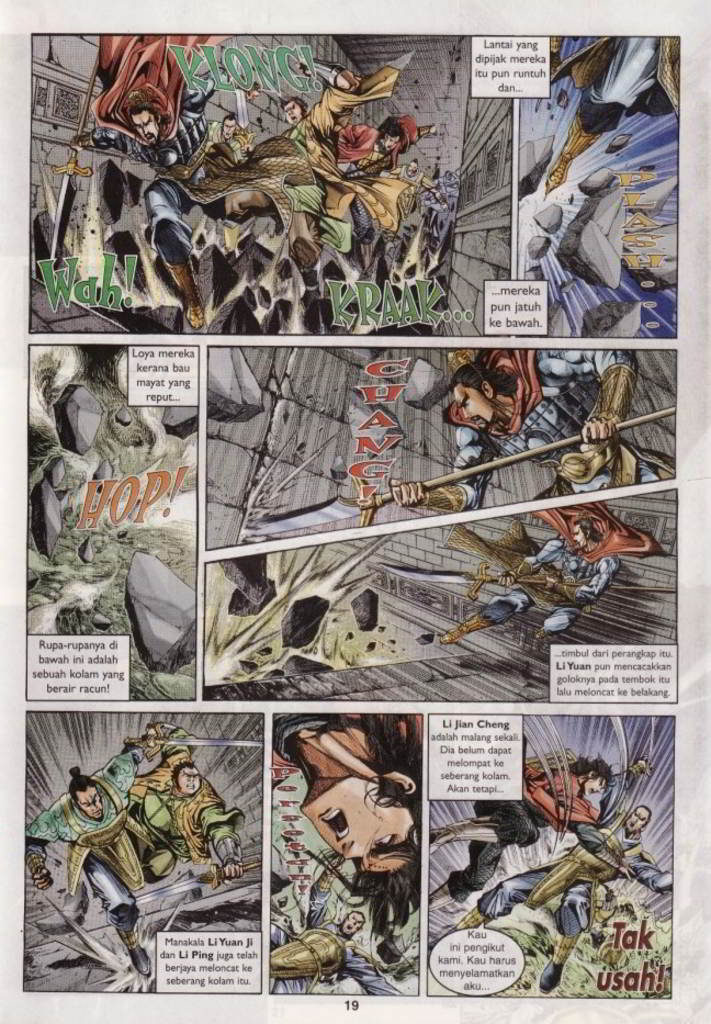 KLONG!
Lantai yang
dipijak mereka
itu pun runtuh
dan...
Wah!
KRAAK...
PLASH...
...mereka
pun jatuh
ke bawah.
Loya mereka
kerana bau
mayat yang
reput...
HOP!
Rupa-rupanya di
bawah ini adalah
sebuah kolam yang
berair racun!
CHANG!
...timbul dari perangkap itu.
Li Yuan pun mencacakkan
goloknya pada tembok itu
lalu meloncat ke belakang.
Manakala Li Yuan Ji
dan Li Ping juga telah
berjaya meloncat ke
seberang kolam itu.
Li Jian Cheng
adalah malang sekali.
Dia belum dapat
melompat ke
seberang kolam.
Akan tetapi...
Kau
ini pengikut
kami. Kau harus
menyelamatkan
aku...
Tak
usah!
19